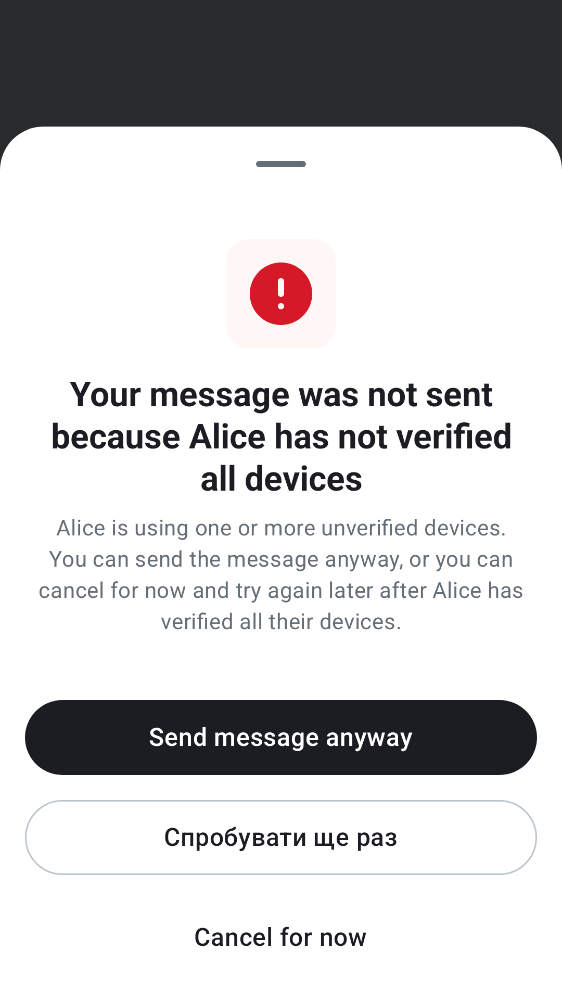 Your message was not sent
because Alice has not verified
all devices
Alice is using one or more unverified devices.
You can send the message anyway, or you can
cancel for now and try again later after Alice has
verified all their devices.
Send message anyway
Спробувати ще раз
Cancel for now